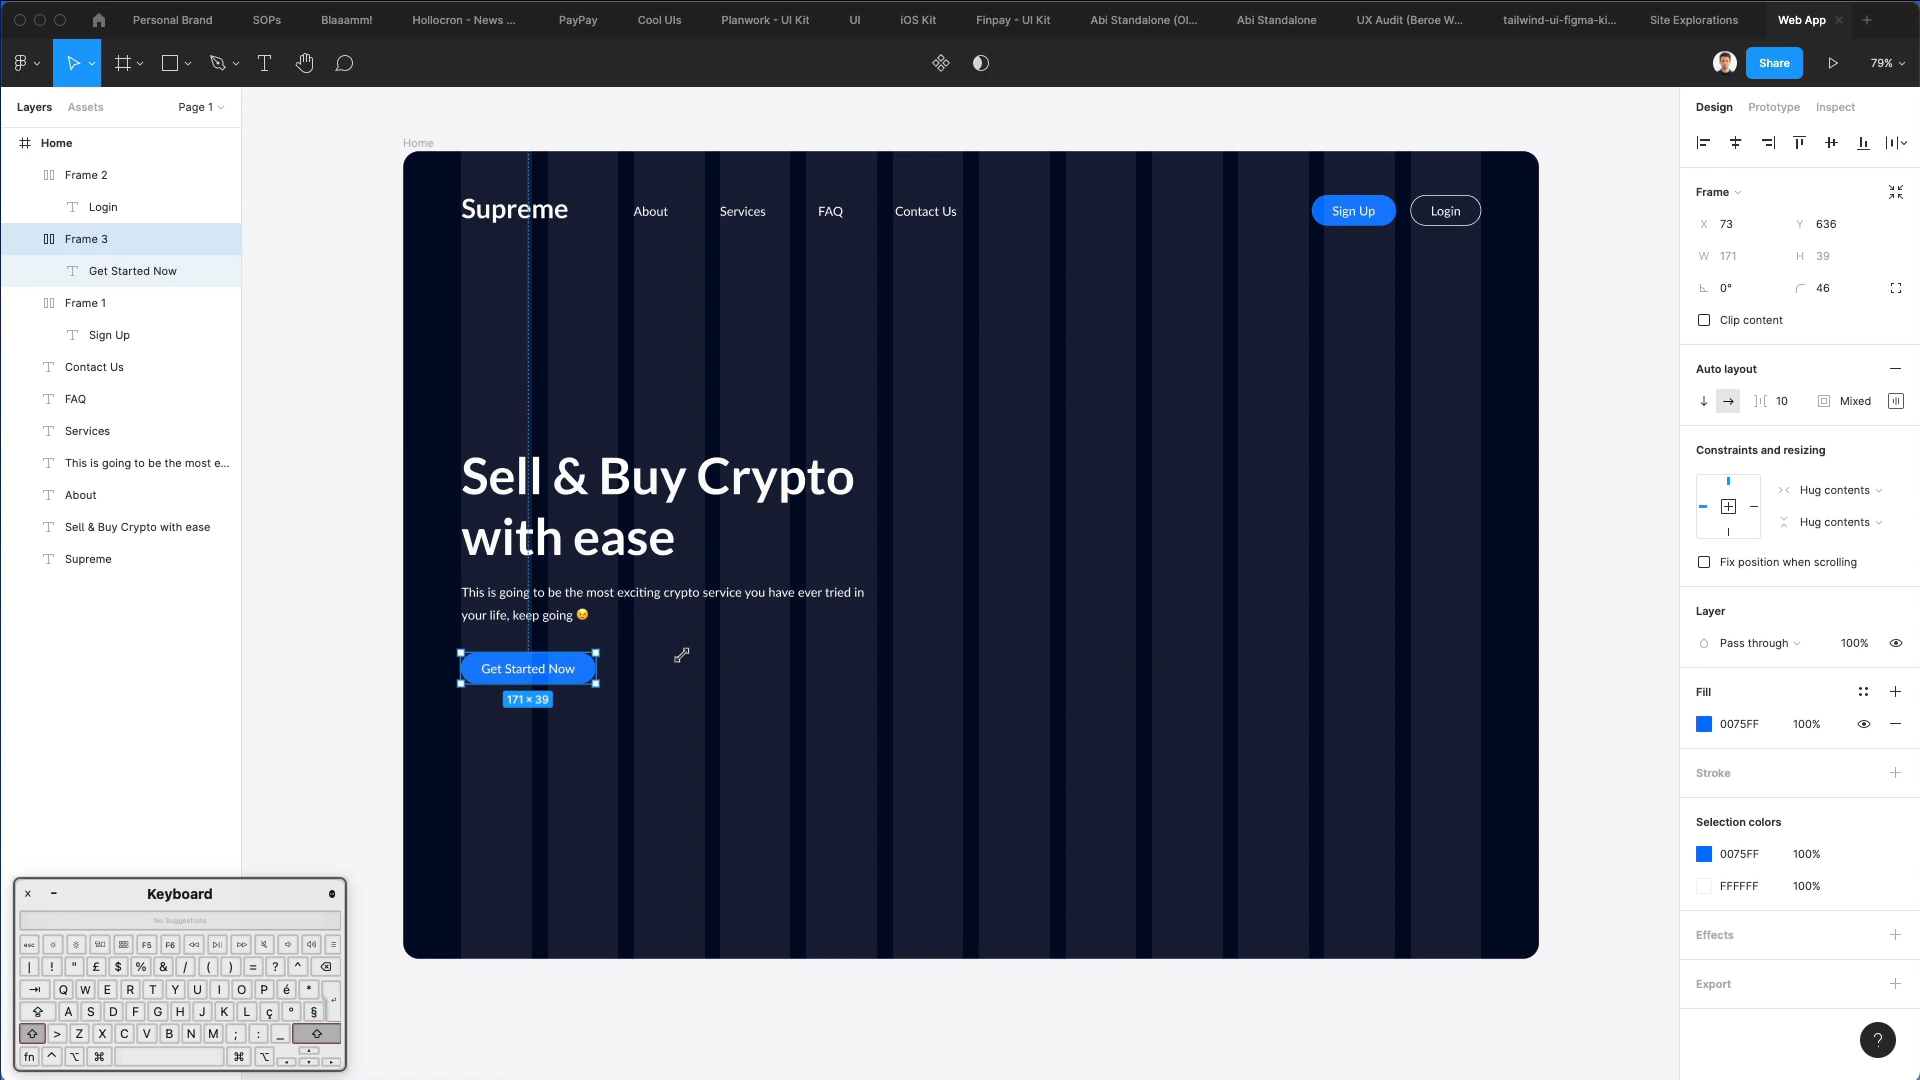 Personal Brand
SOPs
Blaaamm!
Hollocron - News ...
PayPay
Cool UIs
Planwork - UI Kit
UI
iOS Kit
Finpay - UI Kit
Abi Standalone (Ol...
Abi Standalone
UX Audit (Beroe W...
tailwind-ui-figma-ki...
Site Explorations
Web App
Share
79%
Layers
Assets
Page 1
Home
Frame 2
Login
Frame 3
Get Started Now
Frame 1
Sign Up
Contact Us
FAQ
Services
This is going to be the most e...
About
Sell & Buy Crypto with ease
Supreme
Home
Supreme
About
Services
FAQ
Contact Us
Sign Up
Login
Sell & Buy Crypto
with ease
This is going to be the most exciting crypto service you have ever tried in
your life, keep going 😉
Get Started Now
171 × 39
Design
Prototype
Inspect
Frame
X 73
Y 636
W 171
H 39
0°
46
Clip content
Auto layout
10
Mixed
Constraints and resizing
Hug contents
Hug contents
Fix position when scrolling
Layer
Pass through
100%
Fill
0075FF 100%
Stroke
Selection colors
0075FF 100%
FFFFFF 100%
Effects
Export
?
Keyboard
No Suggestions
esc F5 F6
| ! " £ $ % & / ( ) = ? ^
Q W E R T Y U I O P é *
A S D F G H J K L ç ° §
> Z X C V B N M ; : _
fn ^ ⌥ ⌘ ⌘ ⌥